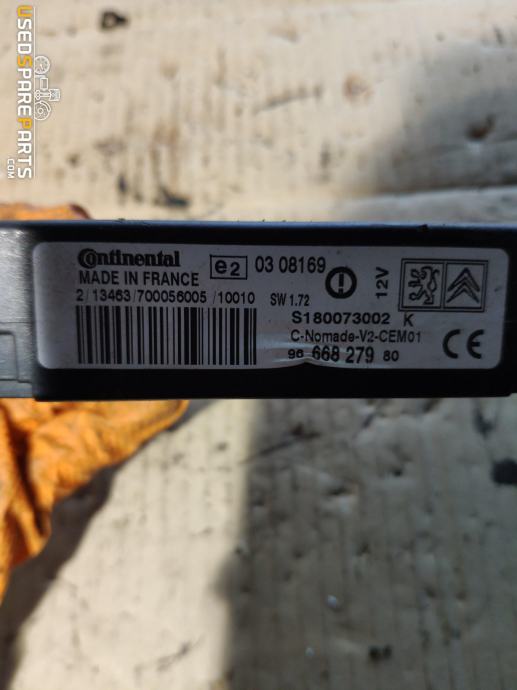 USEDSPAREPARTS.COM
Continental
MADE IN FRANCE
e2
03 08169
12V
2/13463/700056005/10010
SW 1.72
S180073002 K
C-Nomade-V2-CEM01
96 668 279 80
CE